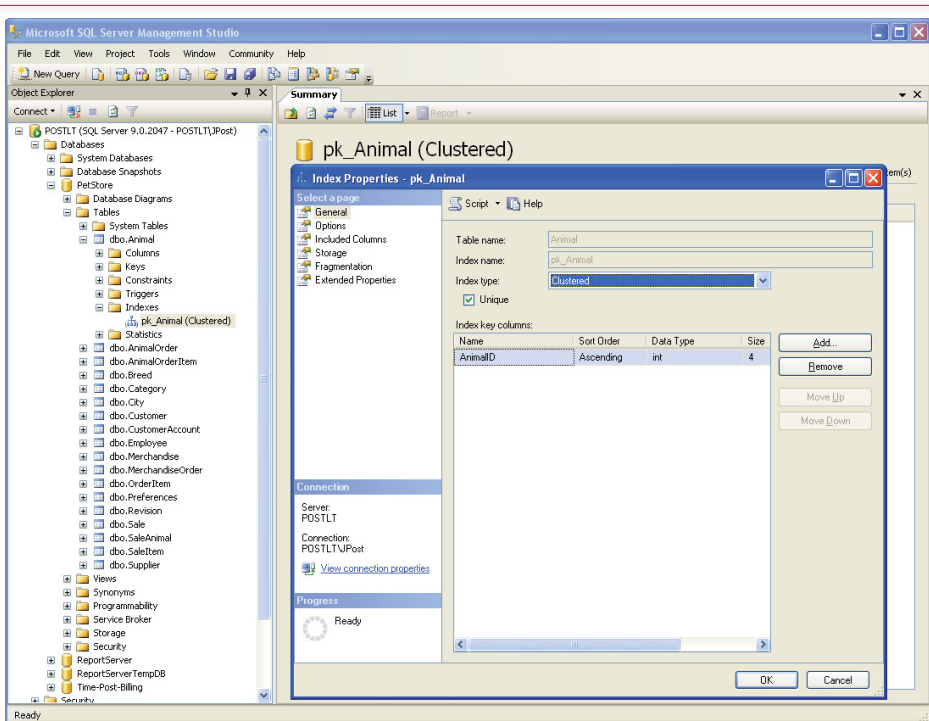 Microsoft SQL Server Management Studio
File Edit View Project Tools Window Community Help
New Query
Object Explorer
Connect
POSTLT (SQL Server 9.0.2047 - POSTLT\JPost)
Databases
System Databases
Database Snapshots
PetStore
Database Diagrams
Tables
System Tables
dbo.Animal
Columns
Keys
Constraints
Triggers
Indexes
pk_Animal (Clustered)
Statistics
dbo.AnimalOrder
dbo.AnimalOrderItem
dbo.Breed
dbo.Category
dbo.City
dbo.Customer
dbo.CustomerAccount
dbo.Employee
dbo.Merchandise
dbo.MerchandiseOrder
dbo.OrderItem
dbo.Preferences
dbo.Revision
dbo.Sale
dbo.SaleAnimal
dbo.SaleItem
dbo.Supplier
Views
Synonyms
Programmability
Service Broker
Storage
Security
ReportServer
ReportServerTempDB
Time-Post-Billing
Security
Summary
List Report
pk_Animal (Clustered)
em(s)
Index Properties - pk_Animal
Select a page
General
Options
Included Columns
Storage
Fragmentation
Extended Properties
Connection
Server:
POSTLT
Connection:
POSTLT\JPost
View connection properties
Progress
Ready
Script Help
Table name: Animal
Index name: pk_Animal
Index type: Clustered
Unique
Index key columns:
Name Sort Order Data Type Size
AnimalID Ascending int 4
Add...
Remove
Move Up
Move Down
OK Cancel
Ready